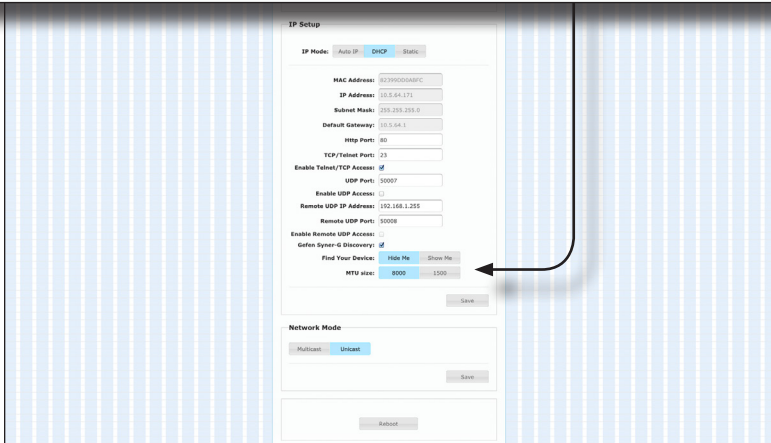 IP Setup
IP Mode: Auto IP DHCP Static
MAC Address: 62399DD0ABFC
IP Address: 10.5.64.171
Subnet Mask: 255.255.255.0
Default Gateway: 10.5.64.1
Http Port: 80
TCP/Telnet Port: 23
Enable Telnet/TCP Access:
UDP Port: 50007
Enable UDP Access:
Remote UDP IP Address: 192.168.1.255
Remote UDP Port: 50008
Enable Remote UDP Access:
Gefen Syner-G Discovery:
Find Your Device: Hide Me Show Me
MTU size: 8000 1500
Save
Network Mode
Multicast Unicast
Save
Reboot